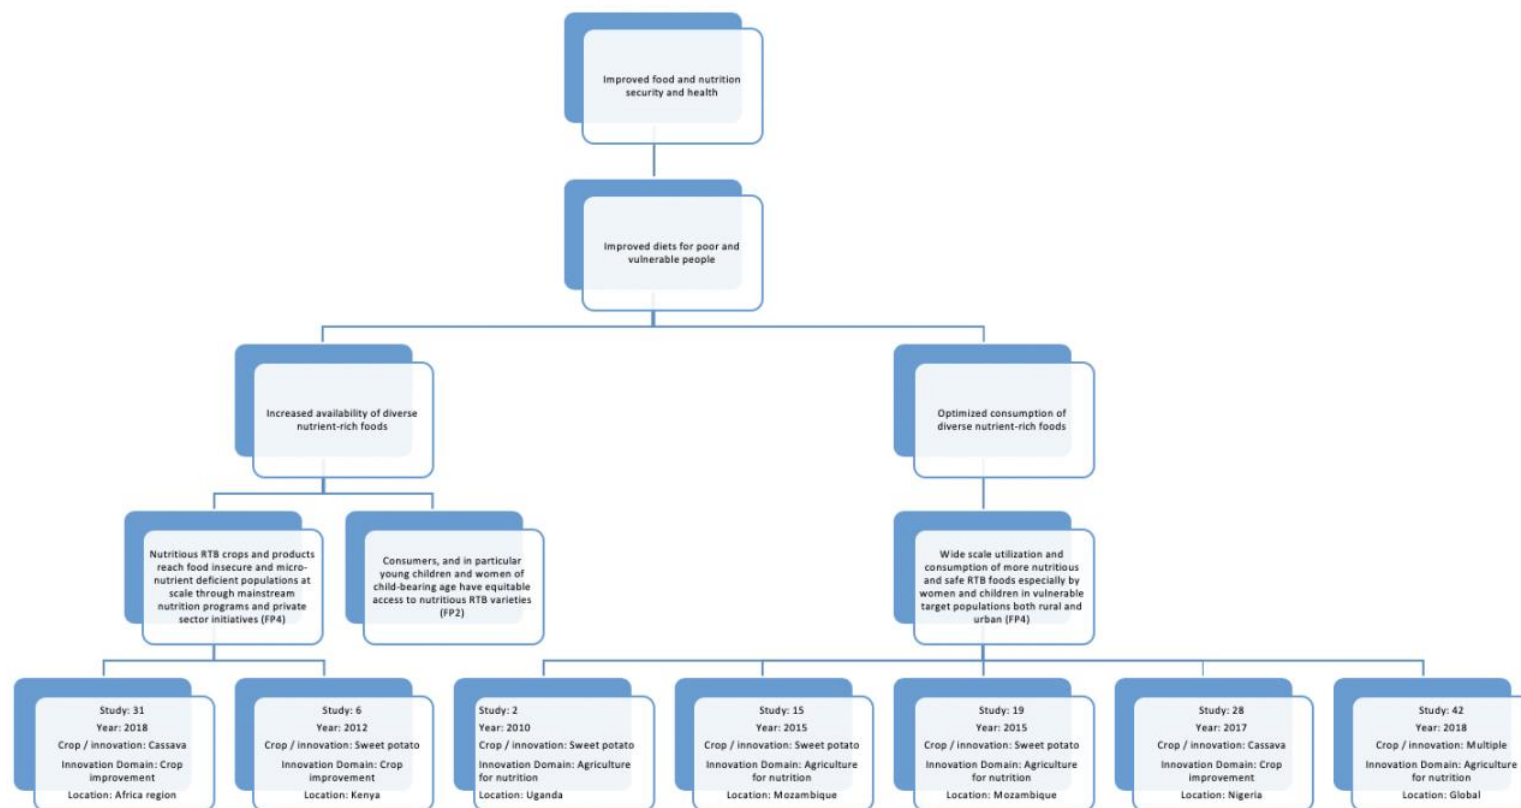 Improved food and nutrition
security and health
Improved diets for poor and
vulnerable people
Increased availability of diverse
nutrient-rich foods
Optimized consumption of
diverse nutrient-rich foods
Nutritious RTB crops and products
reach food insecure and micro-
nutrient deficient populations at
scale through mainstream
nutrition programs and private
sector initiatives (FP4)
Consumers, and in particular
young children and women of
child-bearing age have equitable
access to nutritious RTB varieties
(FP2)
Wide scale utilization and
consumption of more nutritious
and safe RTB foods especially by
women and children in vulnerable
target populations both rural and
urban (FP4)
Study: 31
Year: 2018
Crop / innovation: Cassava
Innovation Domain: Crop
improvement
Location: Africa region
Study: 6
Year: 2012
Crop / innovation: Sweet potato
Innovation Domain: Crop
improvement
Location: Kenya
Study: 2
Year: 2010
Crop / innovation: Sweet potato
Innovation Domain: Agriculture
for nutrition
Location: Uganda
Study: 15
Year: 2015
Crop / innovation: Sweet potato
Innovation Domain: Agriculture
for nutrition
Location: Mozambique
Study: 19
Year: 2015
Crop / innovation: Sweet potato
Innovation Domain: Agriculture
for nutrition
Location: Mozambique
Study: 28
Year: 2017
Crop / innovation: Cassava
Innovation Domain: Crop
improvement
Location: Nigeria
Study: 42
Year: 2018
Crop / innovation: Multiple
Innovation Domain: Agriculture
for nutrition
Location: Global